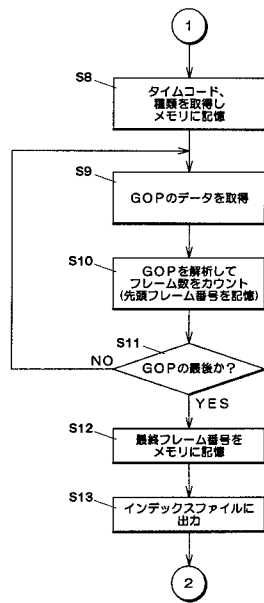 1
S8
タイムコード、
種類を取得し
メモリに記憶
S9
GOPのデータを取得
S10
GOPを解析して
フレーム数をカウント
(先頭フレーム番号を記憶)
S11
GOPの最後か?
NO
YES
S12
最終フレーム番号を
メモリに記憶
S13
インデックスファイルに
出力
2